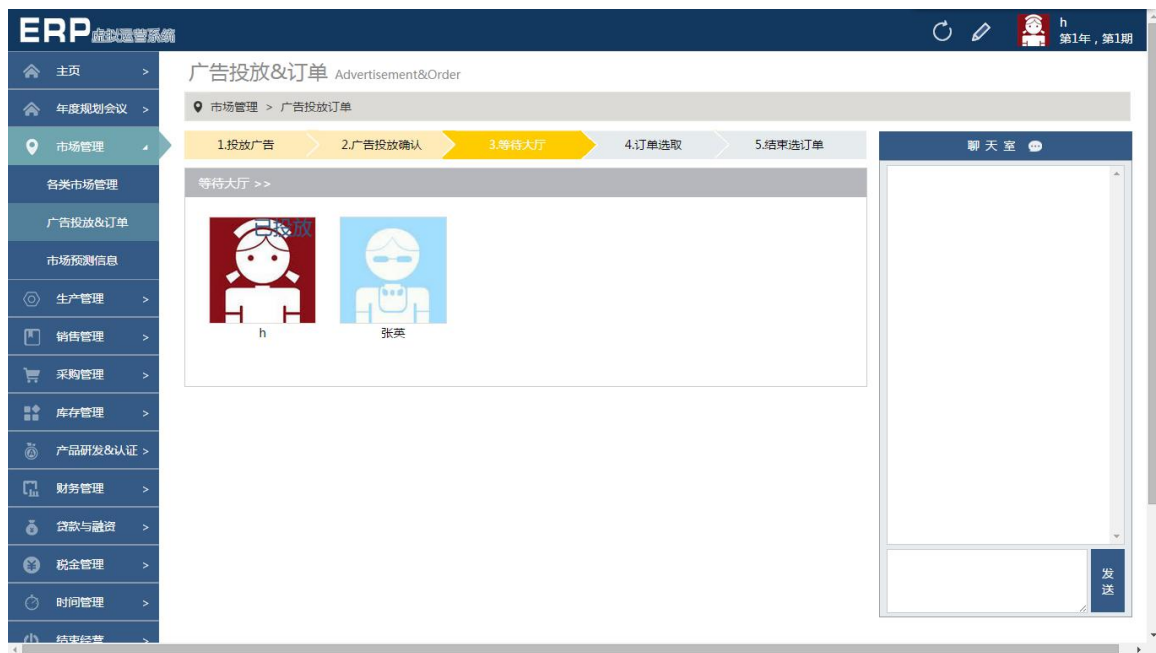 ERP虚拟运营系统
h
第1年，第1期
主页 >
年度规划会议 >
市场管理
各类市场管理
广告投放&订单
市场预测信息
生产管理 >
销售管理 >
采购管理 >
库存管理 >
产品研发&认证 >
财务管理 >
贷款与融资 >
税金管理 >
时间管理 >
结束经营 >
广告投放&订单 Advertisement&Order
市场管理 > 广告投放订单
1.投放广告 2.广告投放确认 3.等待大厅 4.订单选取 5.结束选订单
等待大厅 >>
已投放
h 张英
聊天室
发送